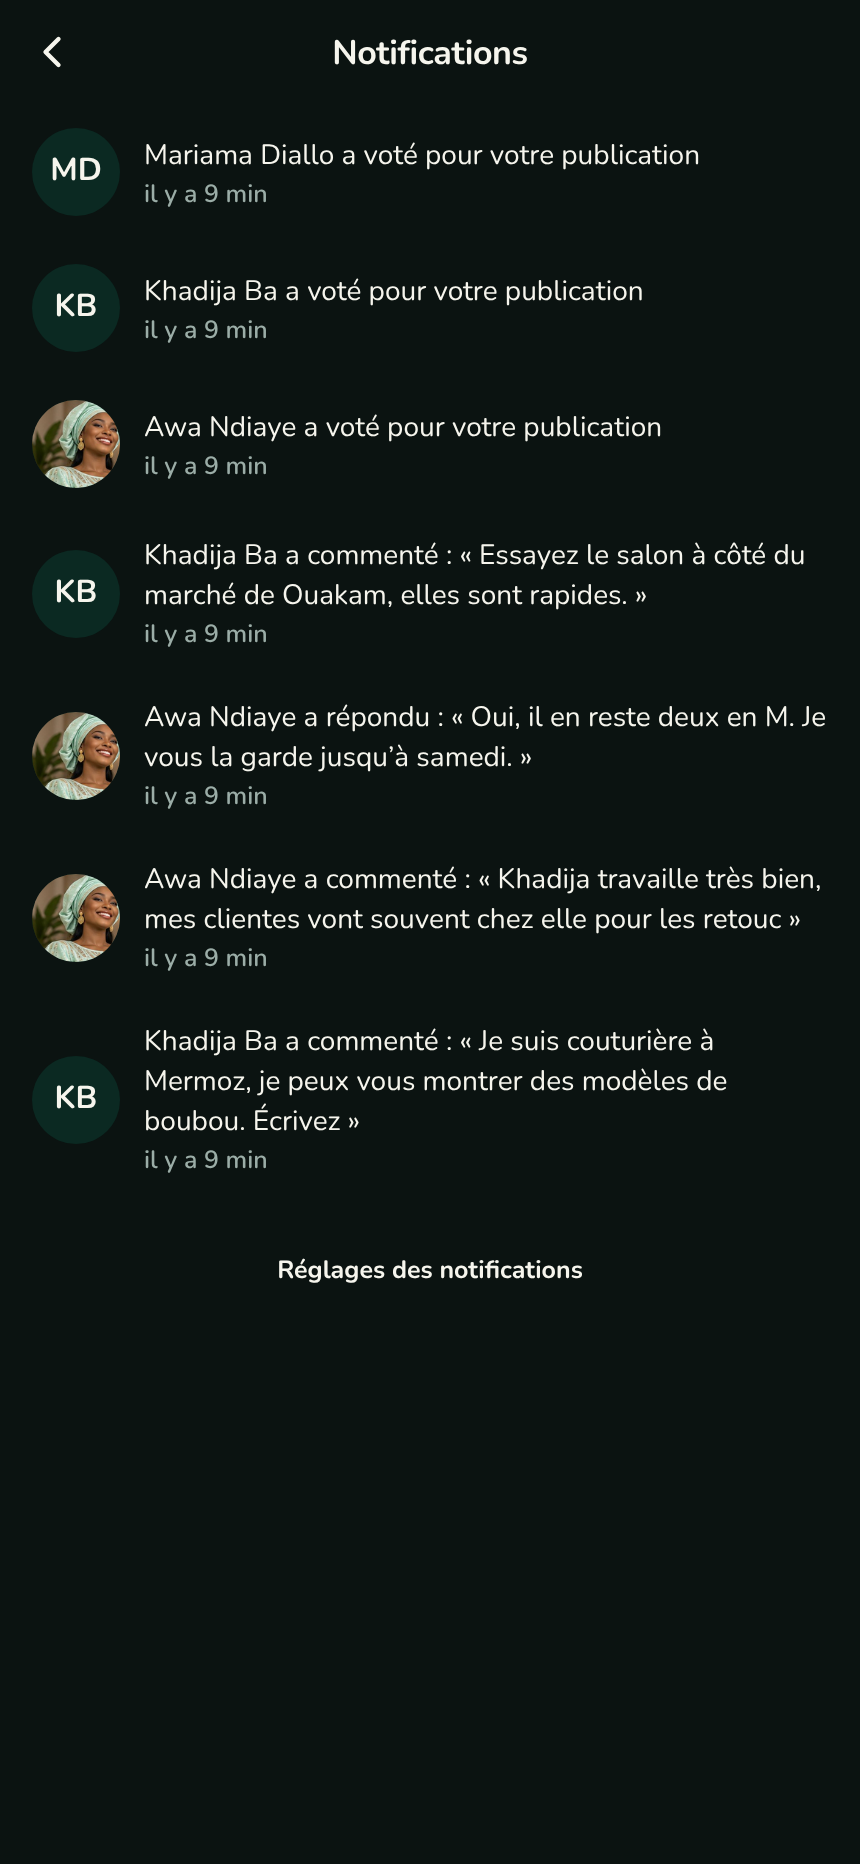 Notifications
MD
Mariama Diallo a voté pour votre publication
il y a 9 min
KB
Khadija Ba a voté pour votre publication
il y a 9 min
Awa Ndiaye a voté pour votre publication
il y a 9 min
KB
Khadija Ba a commenté : « Essayez le salon à côté du
marché de Ouakam, elles sont rapides. »
il y a 9 min
Awa Ndiaye a répondu : « Oui, il en reste deux en M. Je
vous la garde jusqu’à samedi. »
il y a 9 min
Awa Ndiaye a commenté : « Khadija travaille très bien,
mes clientes vont souvent chez elle pour les retouc »
il y a 9 min
KB
Khadija Ba a commenté : « Je suis couturière à
Mermoz, je peux vous montrer des modèles de
boubou. Écrivez »
il y a 9 min
Réglages des notifications